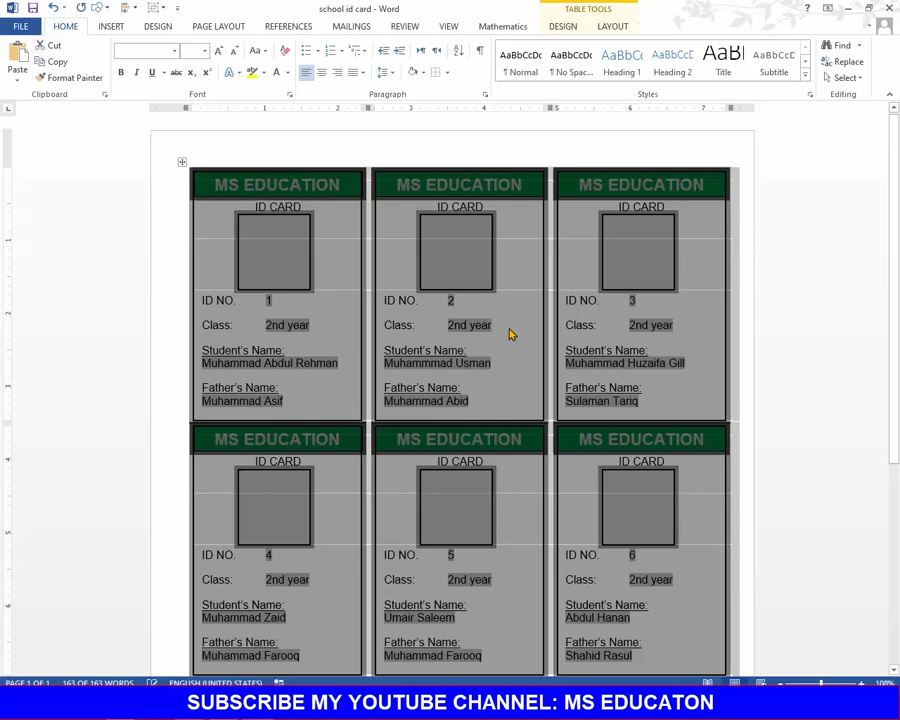 school id card - Word
TABLE TOOLS
FILE HOME INSERT DESIGN PAGE LAYOUT REFERENCES MAILINGS REVIEW VIEW Mathematics DESIGN LAYOUT
Paste
Cut
Copy
Format Painter
Clipboard
Font
Paragraph
AaBbCcDc AaBbCcDc AaBbCc AaBbCcDc AaBl AaBbCcDc
¶ Normal ¶ No Spac... Heading 1 Heading 2 Title Subtitle
Styles
Find
Replace
Select
Editing
MS EDUCATION MS EDUCATION MS EDUCATION
ID CARD ID CARD ID CARD
ID NO. 1 ID NO. 2 ID NO. 3
Class: 2nd year Class: 2nd year Class: 2nd year
Student's Name: Student's Name: Student's Name:
Muhammad Abdul Rehman Muhammmad Usman Muhammad Huzaifa Gill
Father's Name: Father's Name: Father's Name:
Muhammad Asif Muhammad Abid Sulaman Tariq
MS EDUCATION MS EDUCATION MS EDUCATION
ID CARD ID CARD ID CARD
ID NO. 4 ID NO. 5 ID NO. 6
Class: 2nd year Class: 2nd year Class: 2nd year
Student's Name: Student's Name: Student's Name:
Muhammad Zaid Umair Saleem Abdul Hanan
Father's Name: Father's Name: Father's Name:
Muhammad Farooq Muhammad Farooq Shahid Rasul
PAGE 1 OF 1 163 OF 163 WORDS ENGLISH (UNITED STATES) 108%
SUBSCRIBE MY YOUTUBE CHANNEL: MS EDUCATON